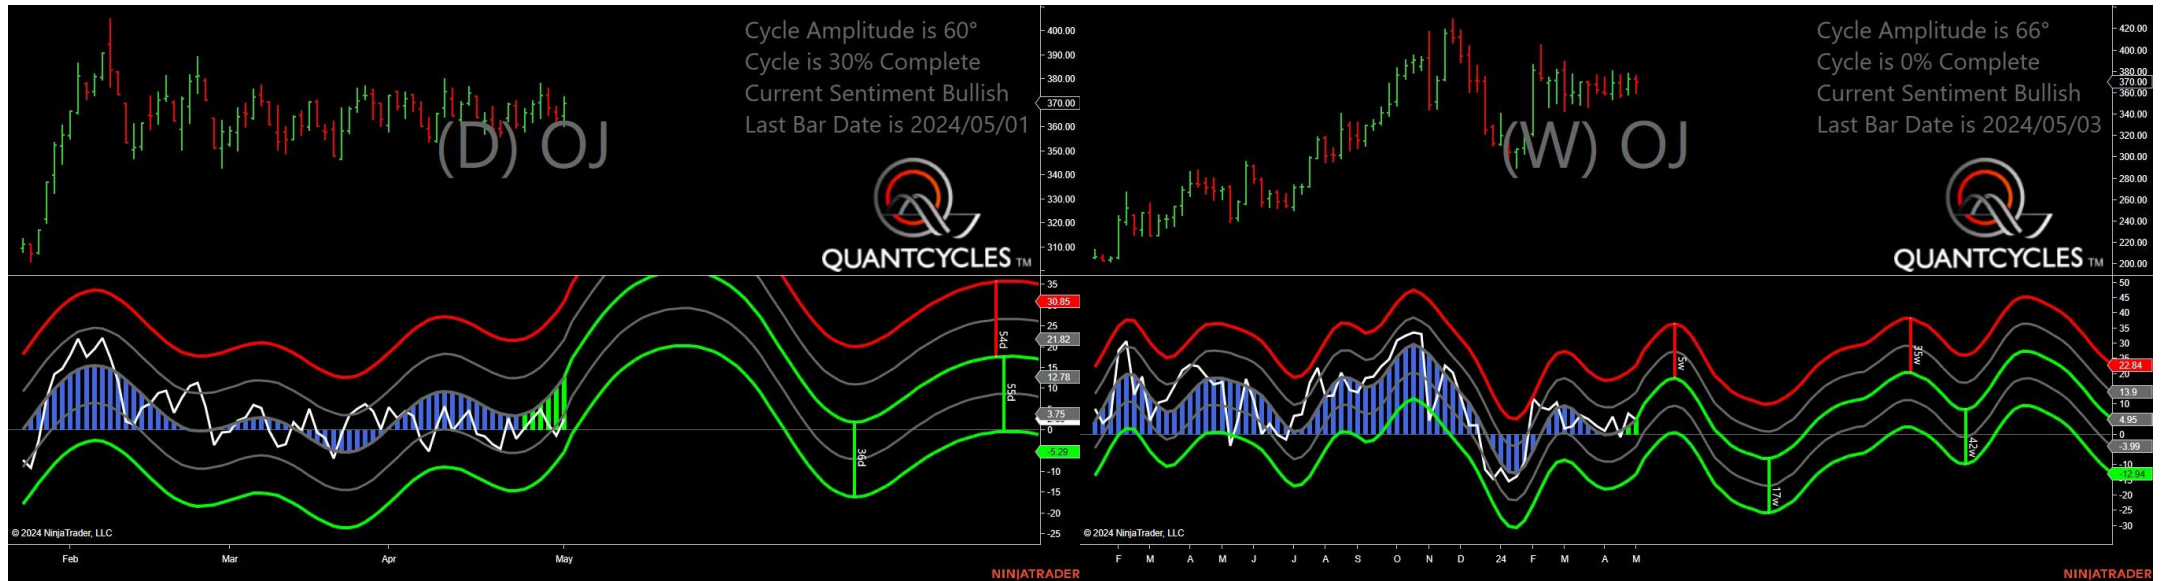 Cycle Amplitude is 60°
Cycle is 30% Complete
Current Sentiment Bullish
Last Bar Date is 2024/05/01
(D) OJ
QUANTCYCLES TM
400.00
390.00
380.00
370.00
360.00
350.00
340.00
330.00
320.00
310.00
35
30.85
25
21.82
20
15
12.78
10
3.75
0
-5.29
-10
-15
-20
-25
54d
55d
36d
© 2024 NinjaTrader, LLC
Feb Mar Apr May
NINJATRADER
Cycle Amplitude is 66°
Cycle is 0% Complete
Current Sentiment Bullish
Last Bar Date is 2024/05/03
(W) OJ
QUANTCYCLES TM
420.00
400.00
380.00
370.00
360.00
340.00
320.00
300.00
280.00
260.00
240.00
220.00
200.00
50
45
40
35
30
25
22.84
20
13.9
10
4.95
0
-3.99
-10
-12.94
-15
-20
-25
-30
5w
35w
17w
42w
© 2024 NinjaTrader, LLC
F M A M J J A S O N D 24 F M A M
NINJATRADER